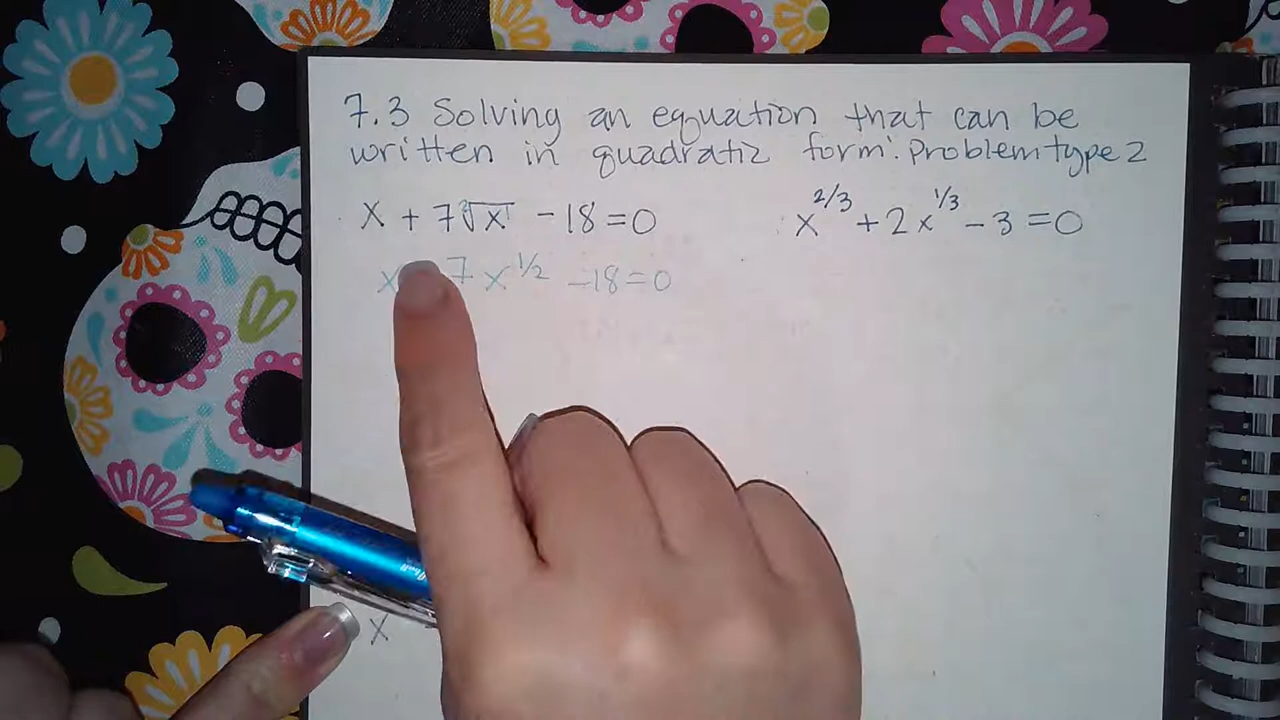 7.3 Solving an equation that can be
written in quadratic form. Problem type 2
x + 7²√x - 18 = 0
x^2/3 + 2x^1/3 - 3 = 0
x 7 x^1/2 - 18 = 0
x